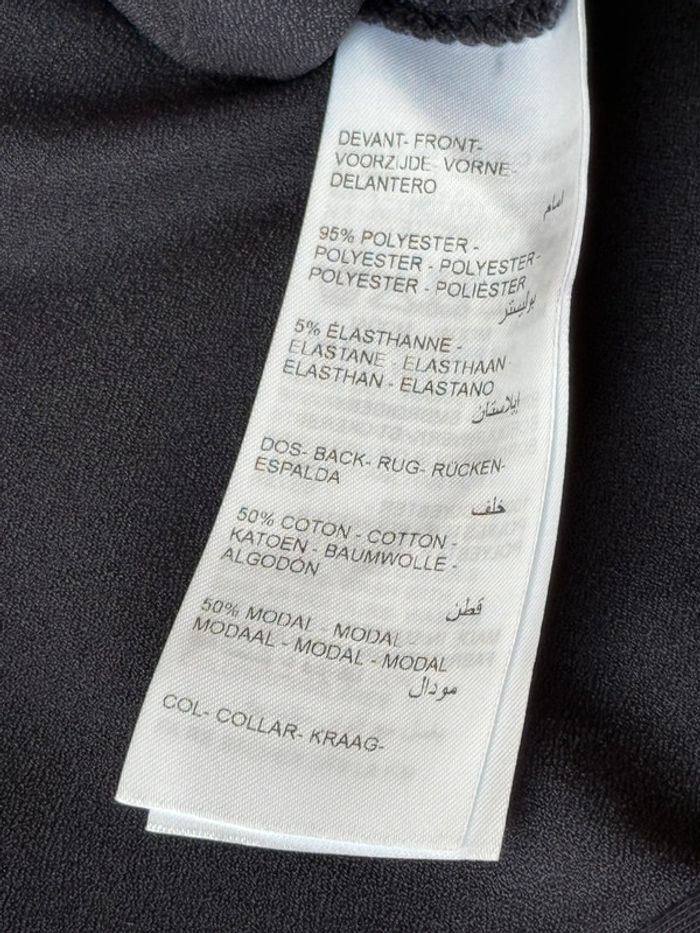 DEVANT- FRONT-
VOORZIJDE- VORNE-
DELANTERO
امام
95% POLYESTER -
POLYESTER - POLYESTER-
POLYESTER - POLIÉSTER
بوليستر
5% ÉLASTHANNE -
ELASTANE - ELASTHAAN-
ELASTHAN - ELASTANO
إيلاستان
DOS- BACK- RUG- RÜCKEN-
ESPALDA
خلف
50% COTON - COTTON -
KATOEN - BAUMWOLLE -
ALGODÓN
قطن
50% MODAL - MODAL
MODAAL - MODAL - MODAL
مودال
COL- COLLAR- KRAAG-